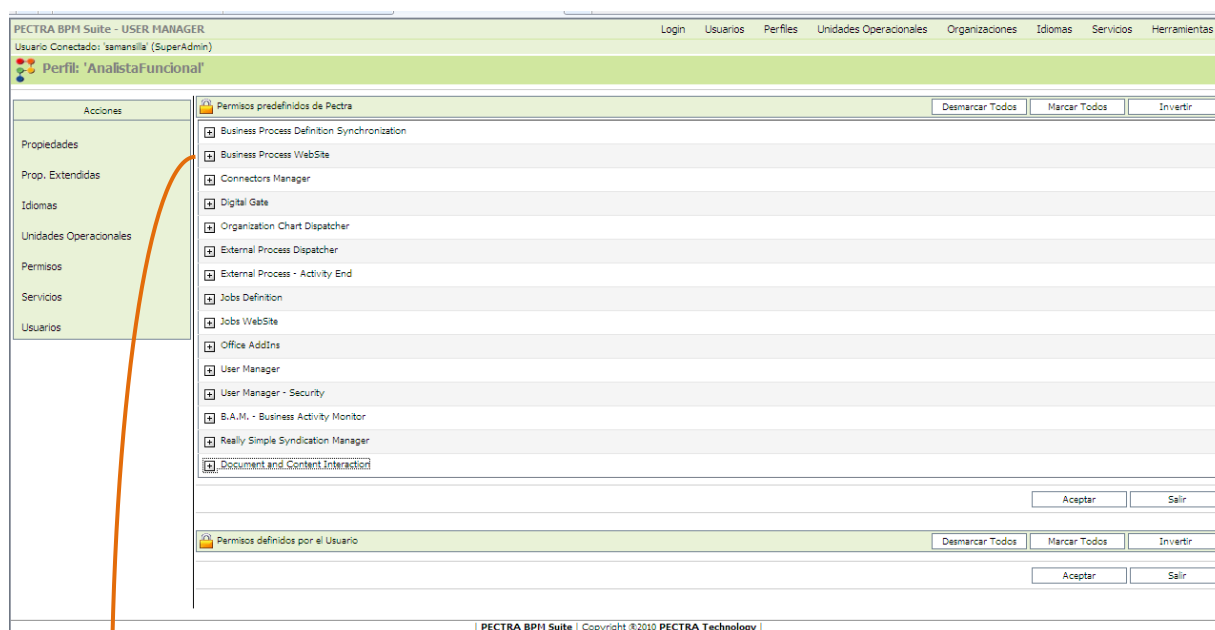 PECTRA BPM Suite - USER MANAGER
Login Usuarios Perfiles Unidades Operacionales Organizaciones Idiomas Servicios Herramientas
Usuario Conectado: 'samansilla' (SuperAdmin)
Perfil: 'AnalistaFuncional'
Acciones
Propiedades
Prop. Extendidas
Idiomas
Unidades Operacionales
Permisos
Servicios
Usuarios
Permisos predefinidos de Pectra
Desmarcar Todos Marcar Todos Invertir
Business Process Definition Synchronization
Business Process WebSite
Connectors Manager
Digital Gate
Organization Chart Dispatcher
External Process Dispatcher
External Process - Activity End
Jobs Definition
Jobs WebSite
Office AddIns
User Manager
User Manager - Security
B.A.M. - Business Activity Monitor
Really Simple Syndication Manager
Document and Content Interaction
Aceptar Salir
Permisos definidos por el Usuario
Desmarcar Todos Marcar Todos Invertir
Aceptar Salir
| PECTRA BPM Suite | Copyright ©2010 PECTRA Technology |